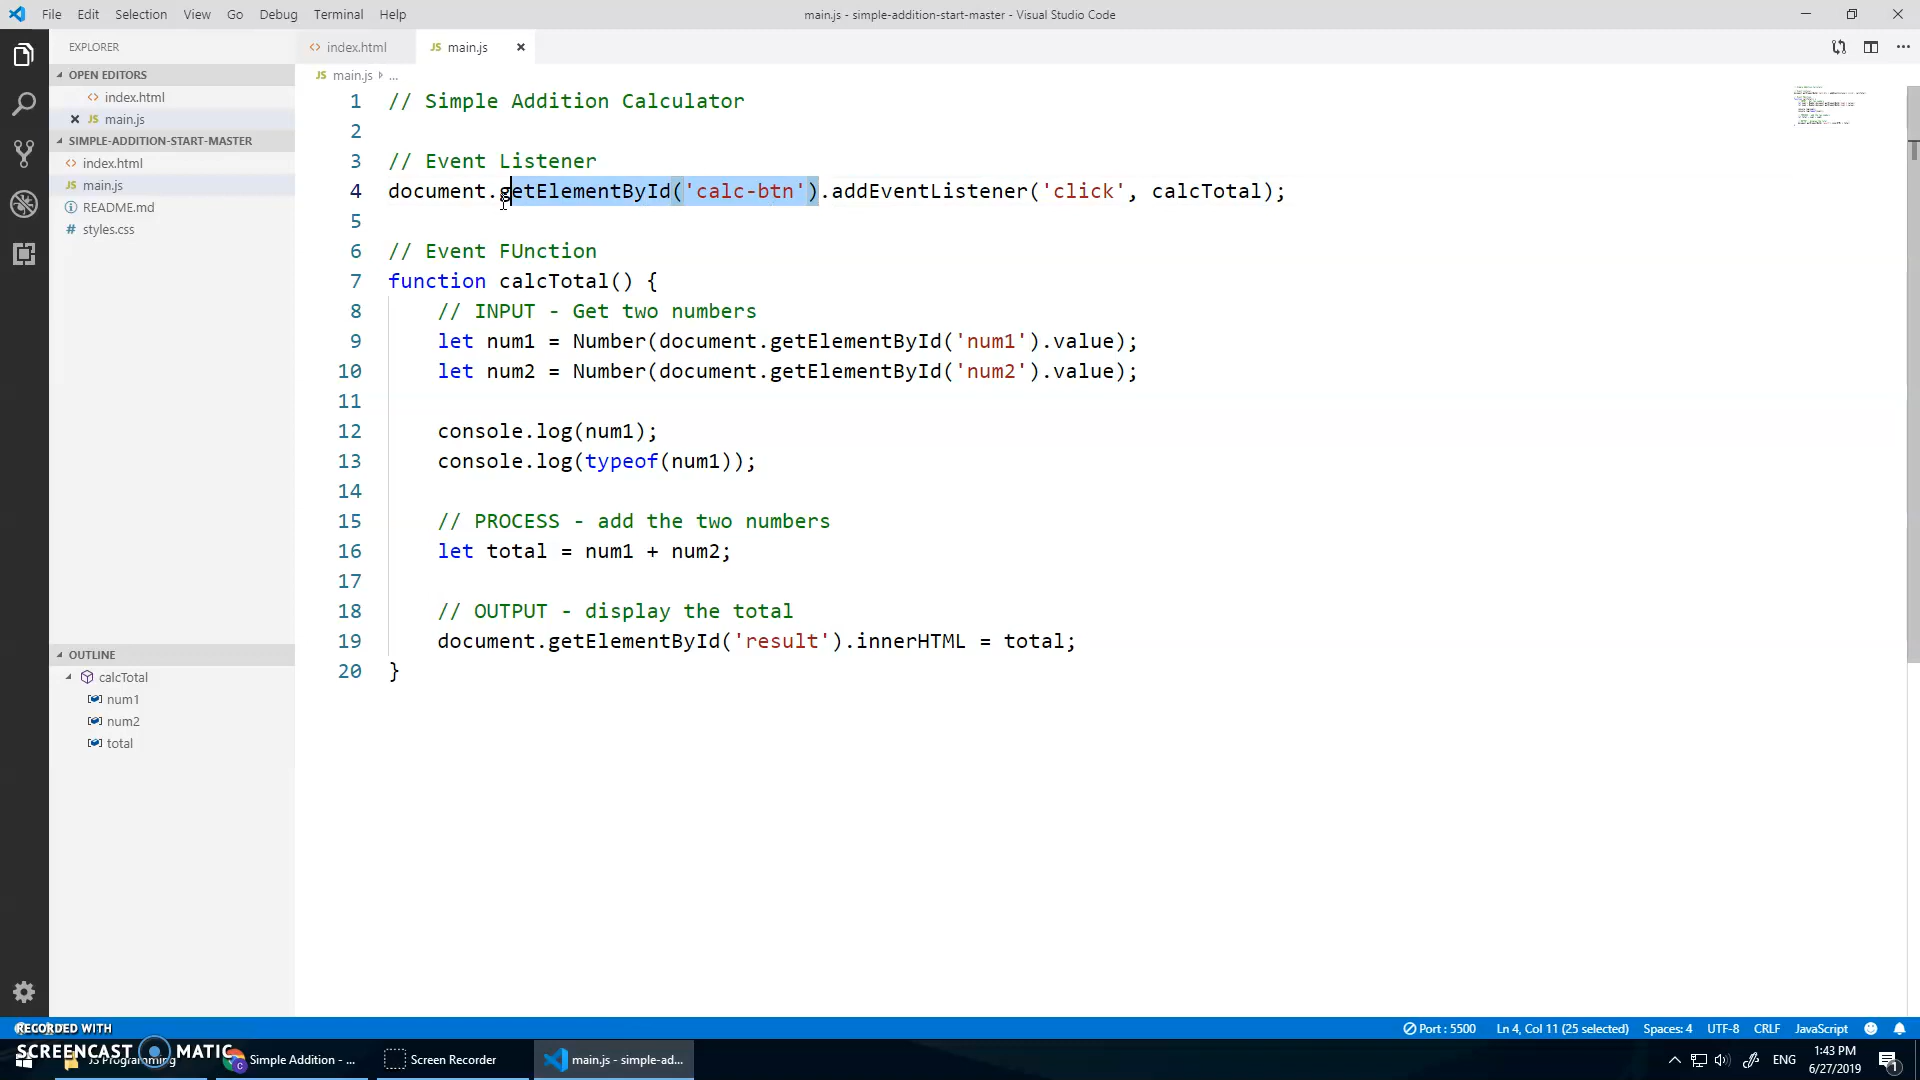 File Edit Selection View Go Debug Terminal Help
main.js - simple-addition-start-master - Visual Studio Code
EXPLORER
OPEN EDITORS
index.html
JS main.js
SIMPLE-ADDITION-START-MASTER
index.html
JS main.js
README.md
# styles.css
OUTLINE
calcTotal
num1
num2
total
index.html
JS main.js
JS main.js ...
1 // Simple Addition Calculator
2
3 // Event Listener
4 document.getElementById('calc-btn').addEventListener('click', calcTotal);
5
6 // Event FUnction
7 function calcTotal() {
8 // INPUT - Get two numbers
9 let num1 = Number(document.getElementById('num1').value);
10 let num2 = Number(document.getElementById('num2').value);
11
12 console.log(num1);
13 console.log(typeof(num1));
14
15 // PROCESS - add the two numbers
16 let total = num1 + num2;
17
18 // OUTPUT - display the total
19 document.getElementById('result').innerHTML = total;
20 }
Port : 5500 Ln 4, Col 11 (25 selected) Spaces: 4 UTF-8 CRLF JavaScript
RECORDED WITH
SCREENCAST MATIC
JS Programming
Simple Addition - ...
Screen Recorder
main.js - simple-ad...
ENG
1:43 PM
6/27/2019
1